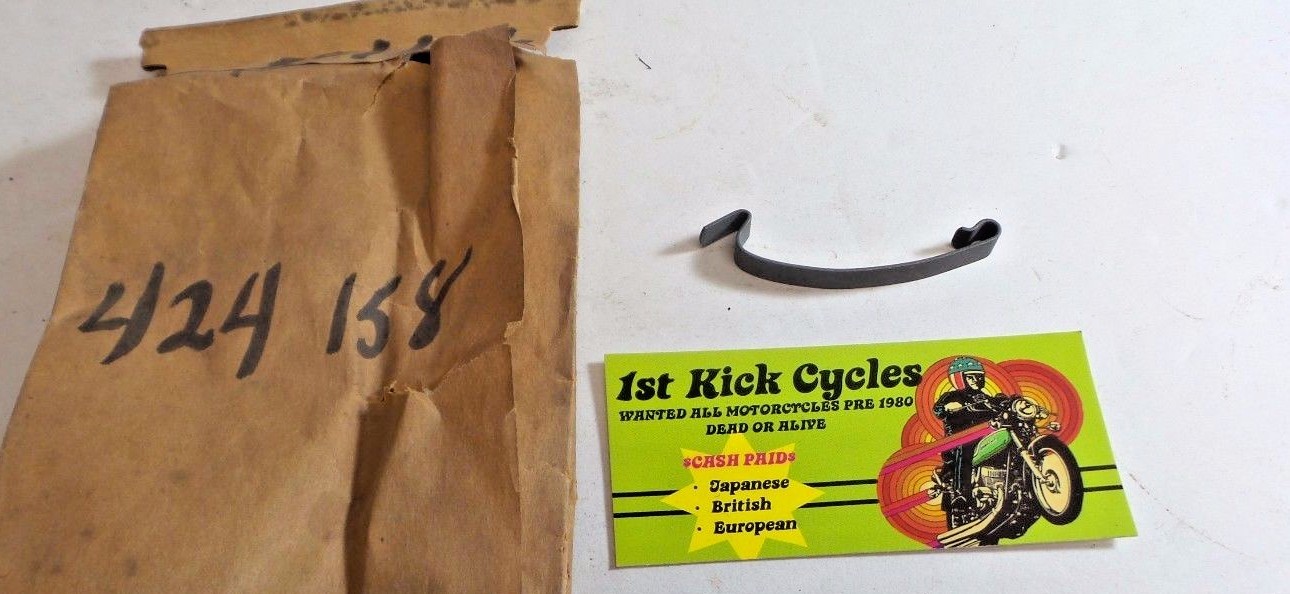 424 158
1st Kick Cycles
WANTED ALL MOTORCYCLES PRE 1980
DEAD OR ALIVE
$CASH PAID$
· Japanese
· British
· European